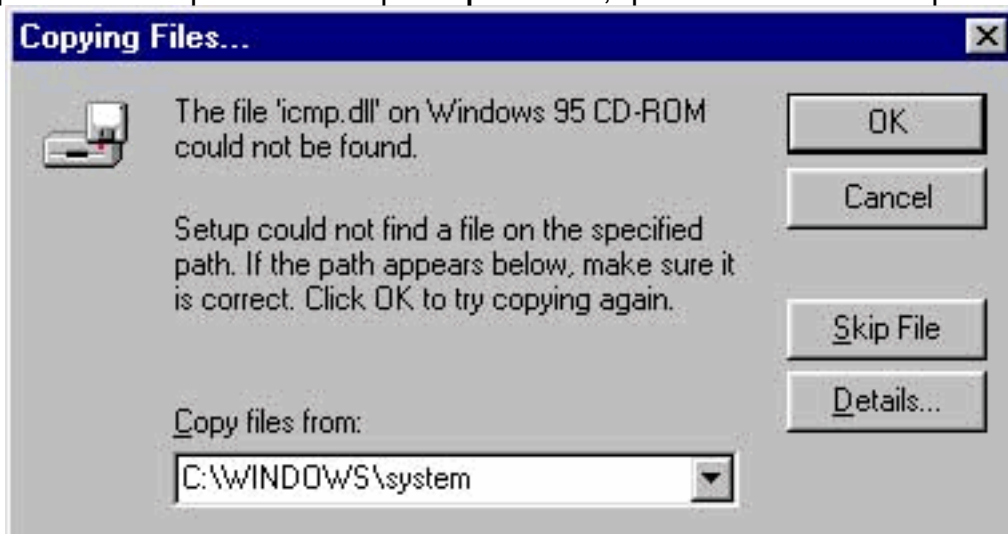 Copying Files...
The file 'icmp.dll' on Windows 95 CD-ROM
could not be found.
Setup could not find a file on the specified
path. If the path appears below, make sure it
is correct. Click OK to try copying again.
Copy files from:
C:\WINDOWS\system
OK
Cancel
Skip File
Details...